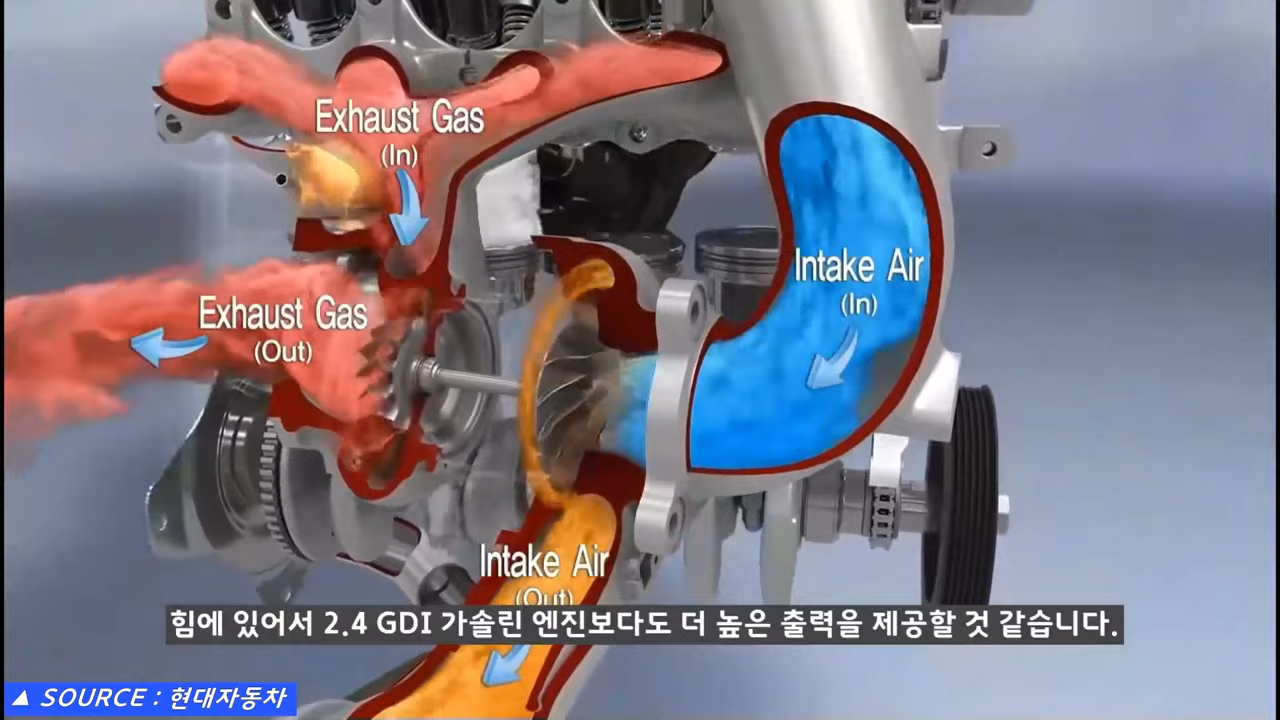 Exhaust Gas
(In)
Intake Air
(In)
Exhaust Gas
(Out)
Intake Air
(Out)
힘에 있어서 2.4 GDI 가솔린 엔진보다도 더 높은 출력을 제공할 것 같습니다.
▲ SOURCE : 현대자동차